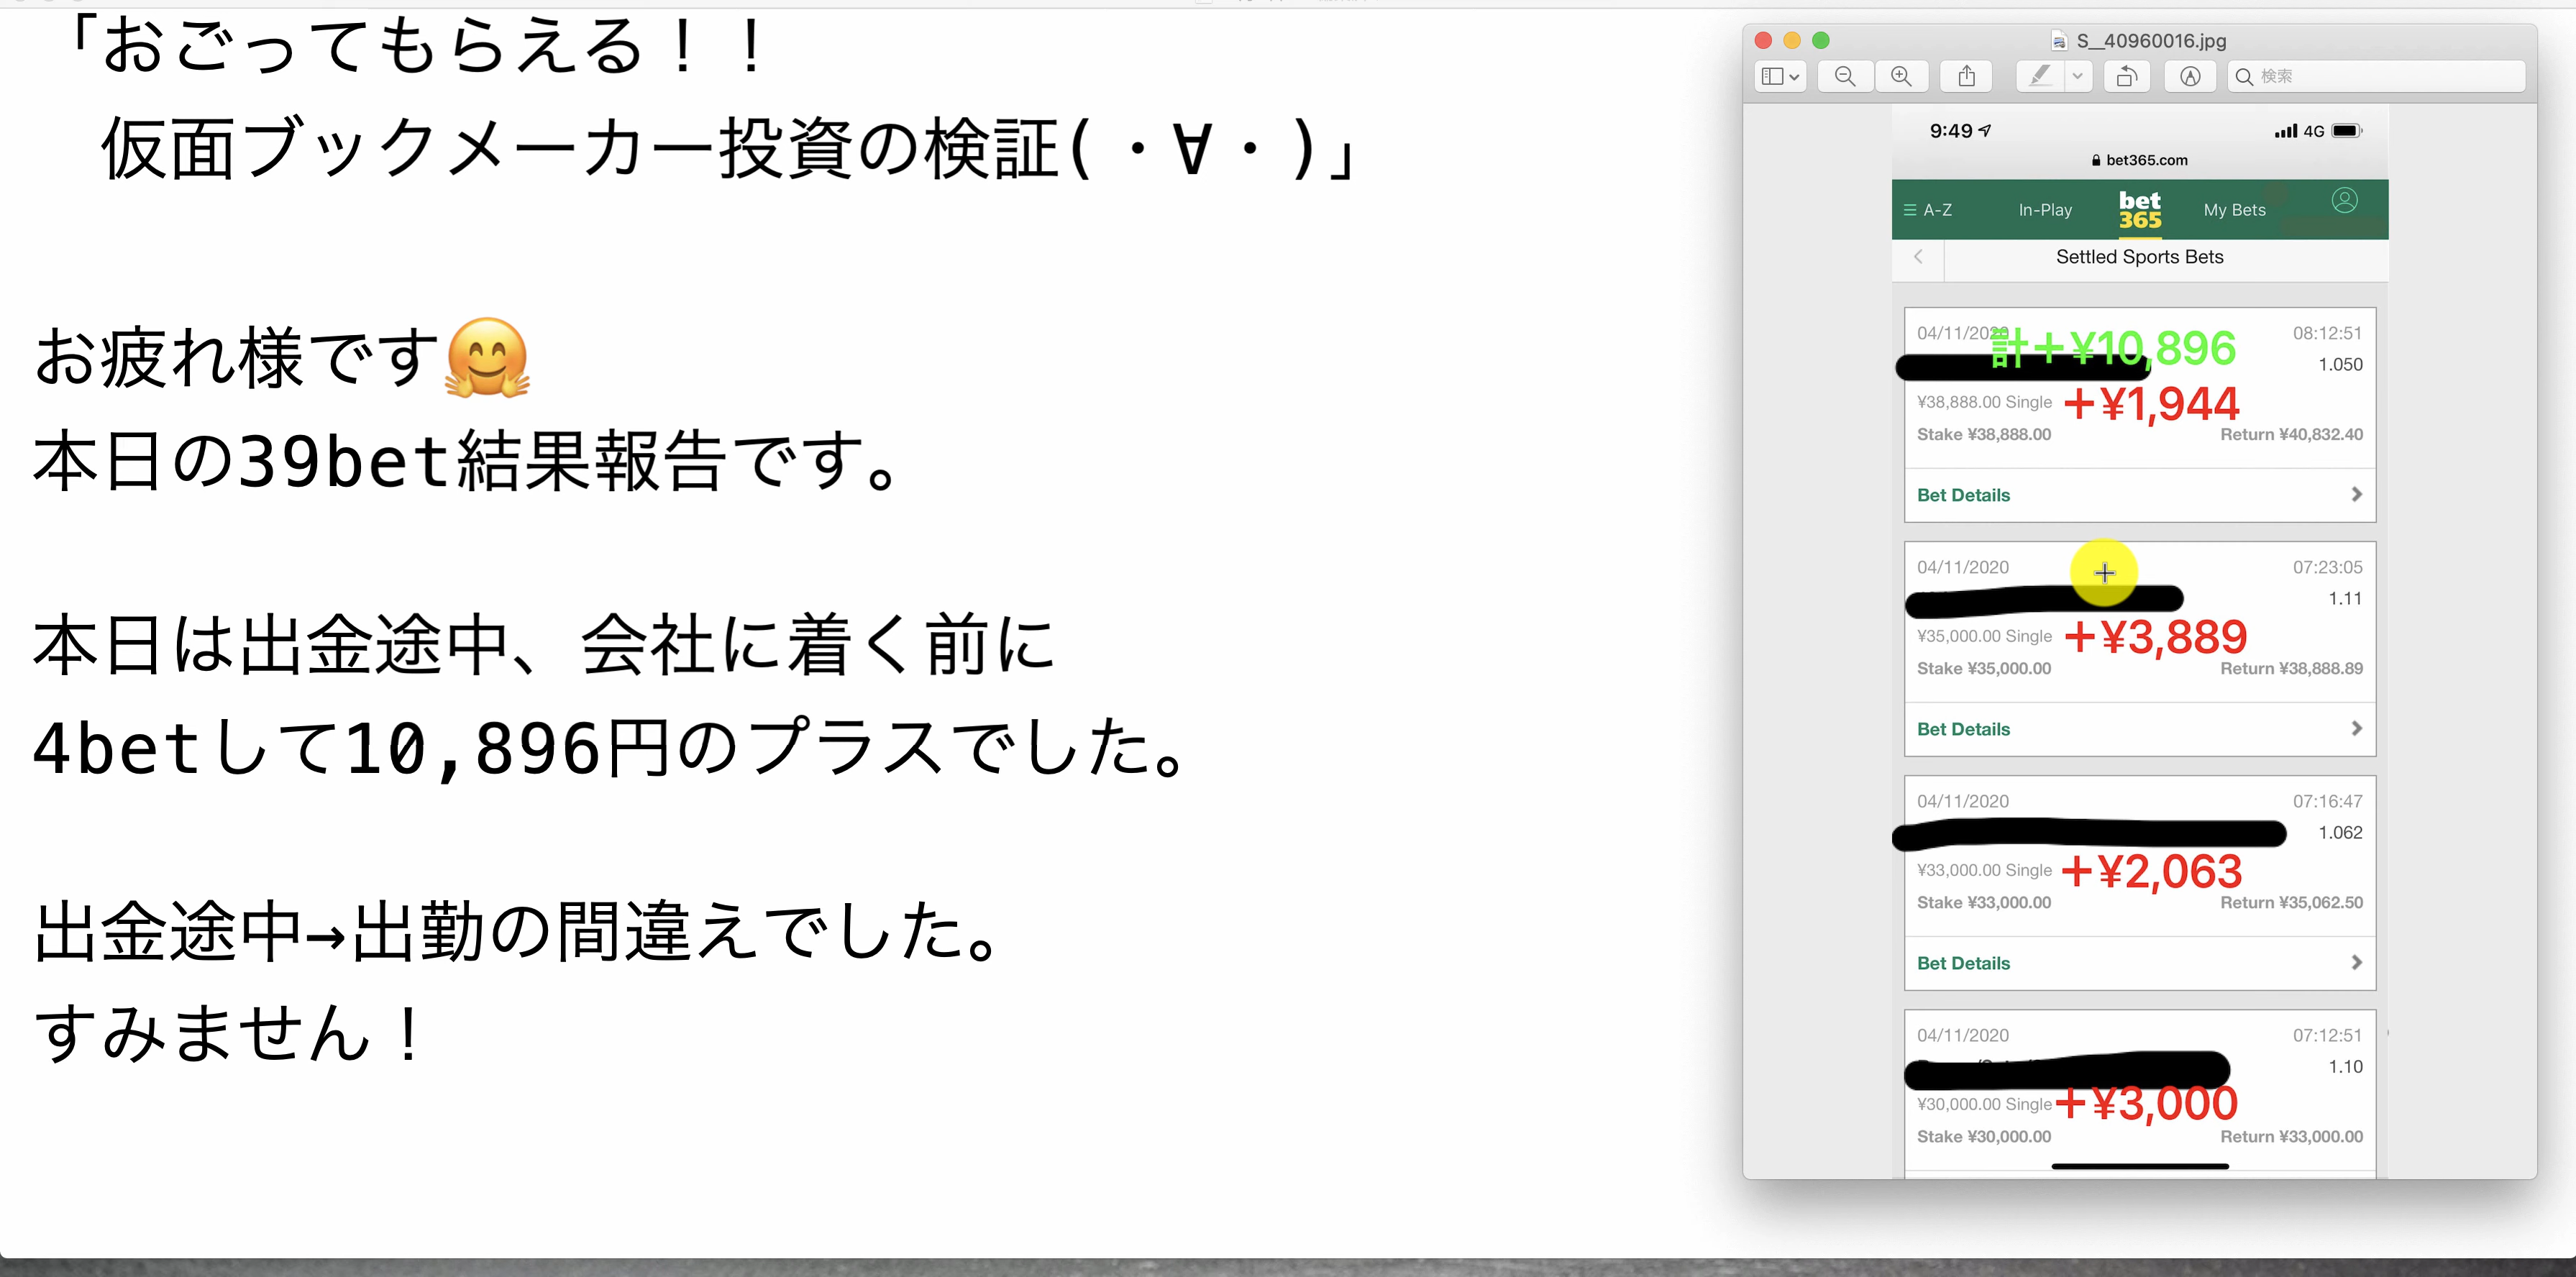 「おごってもらえる！！
仮面ブックメーカー投資の検証(・∀・)」
お疲れ様です🤗
本日の39bet結果報告です。
本日は出金途中、会社に着く前に
4betして10,896円のプラスでした。
出金途中→出勤の間違えでした。
すみません！
S__40960016.jpg
検索
9:49
4G
bet365.com
A-Z In-Play bet365 My Bets
Settled Sports Bets
04/11/2020 08:12:51
計＋¥10,896
1.050
¥38,888.00 Single ＋¥1,944
Stake ¥38,888.00 Return ¥40,832.40
Bet Details
04/11/2020 07:23:05
1.11
¥35,000.00 Single ＋¥3,889
Stake ¥35,000.00 Return ¥38,888.89
Bet Details
04/11/2020 07:16:47
1.062
¥33,000.00 Single ＋¥2,063
Stake ¥33,000.00 Return ¥35,062.50
Bet Details
04/11/2020 07:12:51
1.10
¥30,000.00 Single ＋¥3,000
Stake ¥30,000.00 Return ¥33,000.00